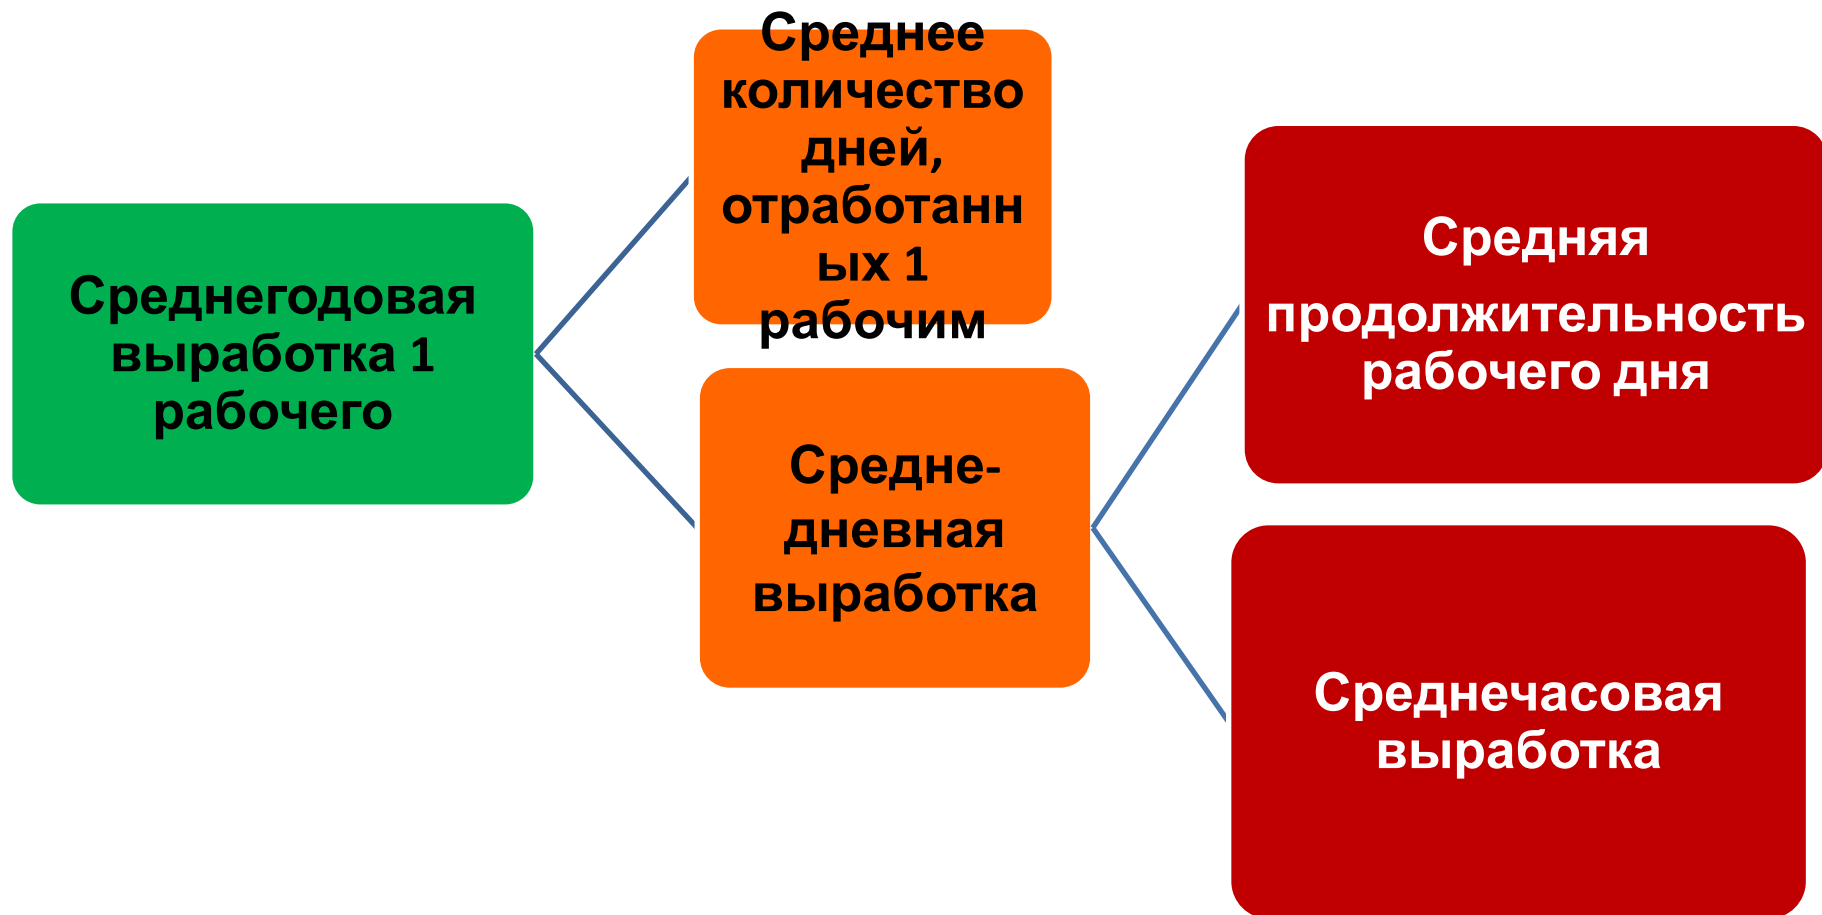 Среднегодовая
выработка 1
рабочего
Среднее
количество
дней,
отработанн
ых 1
рабочим
Средне-
дневная
выработка
Средняя
продолжительность
рабочего дня
Среднечасовая
выработка